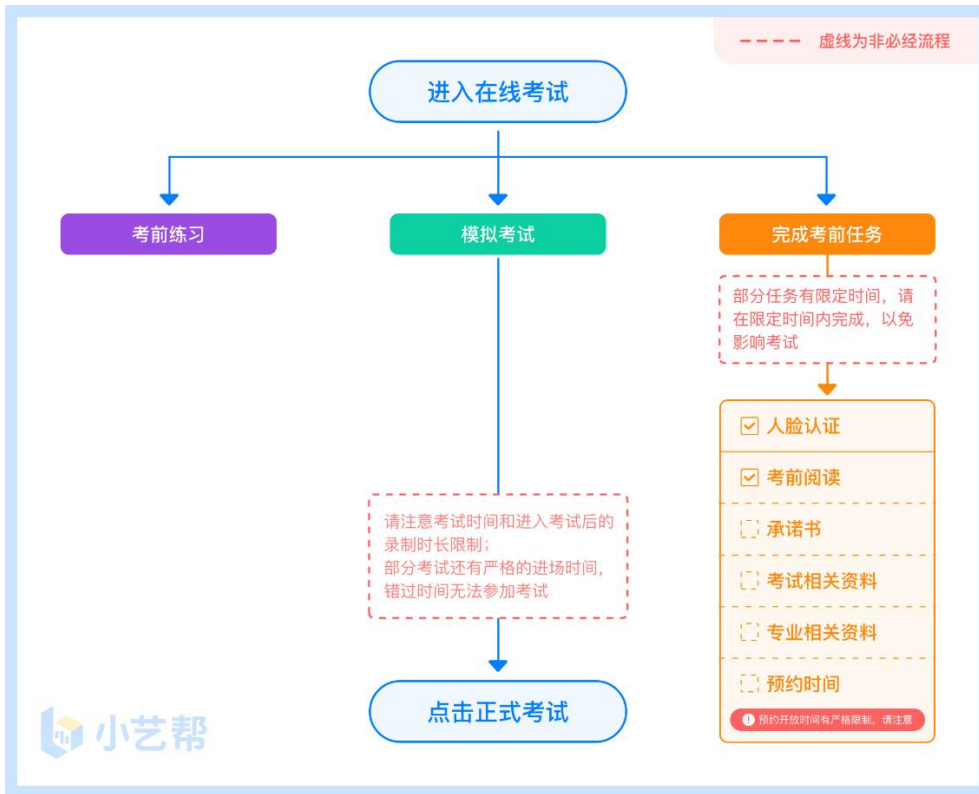 虚线为非必经流程
进入在线考试
考前练习
模拟考试
完成考前任务
部分任务有限定时间，请
在限定时间内完成，以免
影响考试
人脸认证
考前阅读
承诺书
考试相关资料
专业相关资料
预约时间
预约开放时间有严格限制，请注意
请注意考试时间和进入考试后的
录制时长限制；
部分考试还有严格的进场时间，
错过时间无法参加考试
点击正式考试
小艺帮